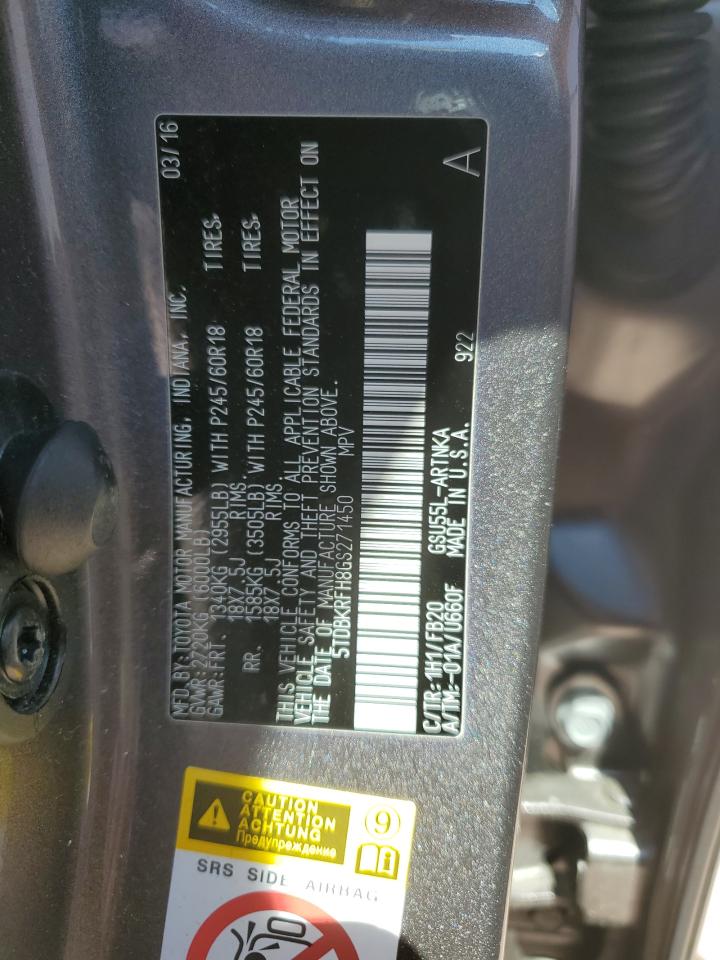 MFD. BY: TOYOTA MOTOR MANUFACTURING, INDIANA, INC. 03/16
GVWR: 2720KG (6000LB)
GAWR: FRT. 1340KG (2955LB) WITH P245/60R18 TIRES,
18X7.5J RIMS.
RR. 1585KG (3505LB) WITH P245/60R18 TIRES,
18X7.5J RIMS.
THIS VEHICLE CONFORMS TO ALL APPLICABLE FEDERAL MOTOR
VEHICLE SAFETY AND THEFT PREVENTION STANDARDS IN EFFECT ON
THE DATE OF MANUFACTURE SHOWN ABOVE.
5TDBKRFH8GS271450 MPV
C/TR: 1H1/FB20 GSU55L-ARTNKA
A/TM: -01A/U660F MADE IN U.S.A. 922 A
CAUTION
ATTENTION
ACHTUNG
Предупреждение
9
i
SRS SIDE AIRBAG